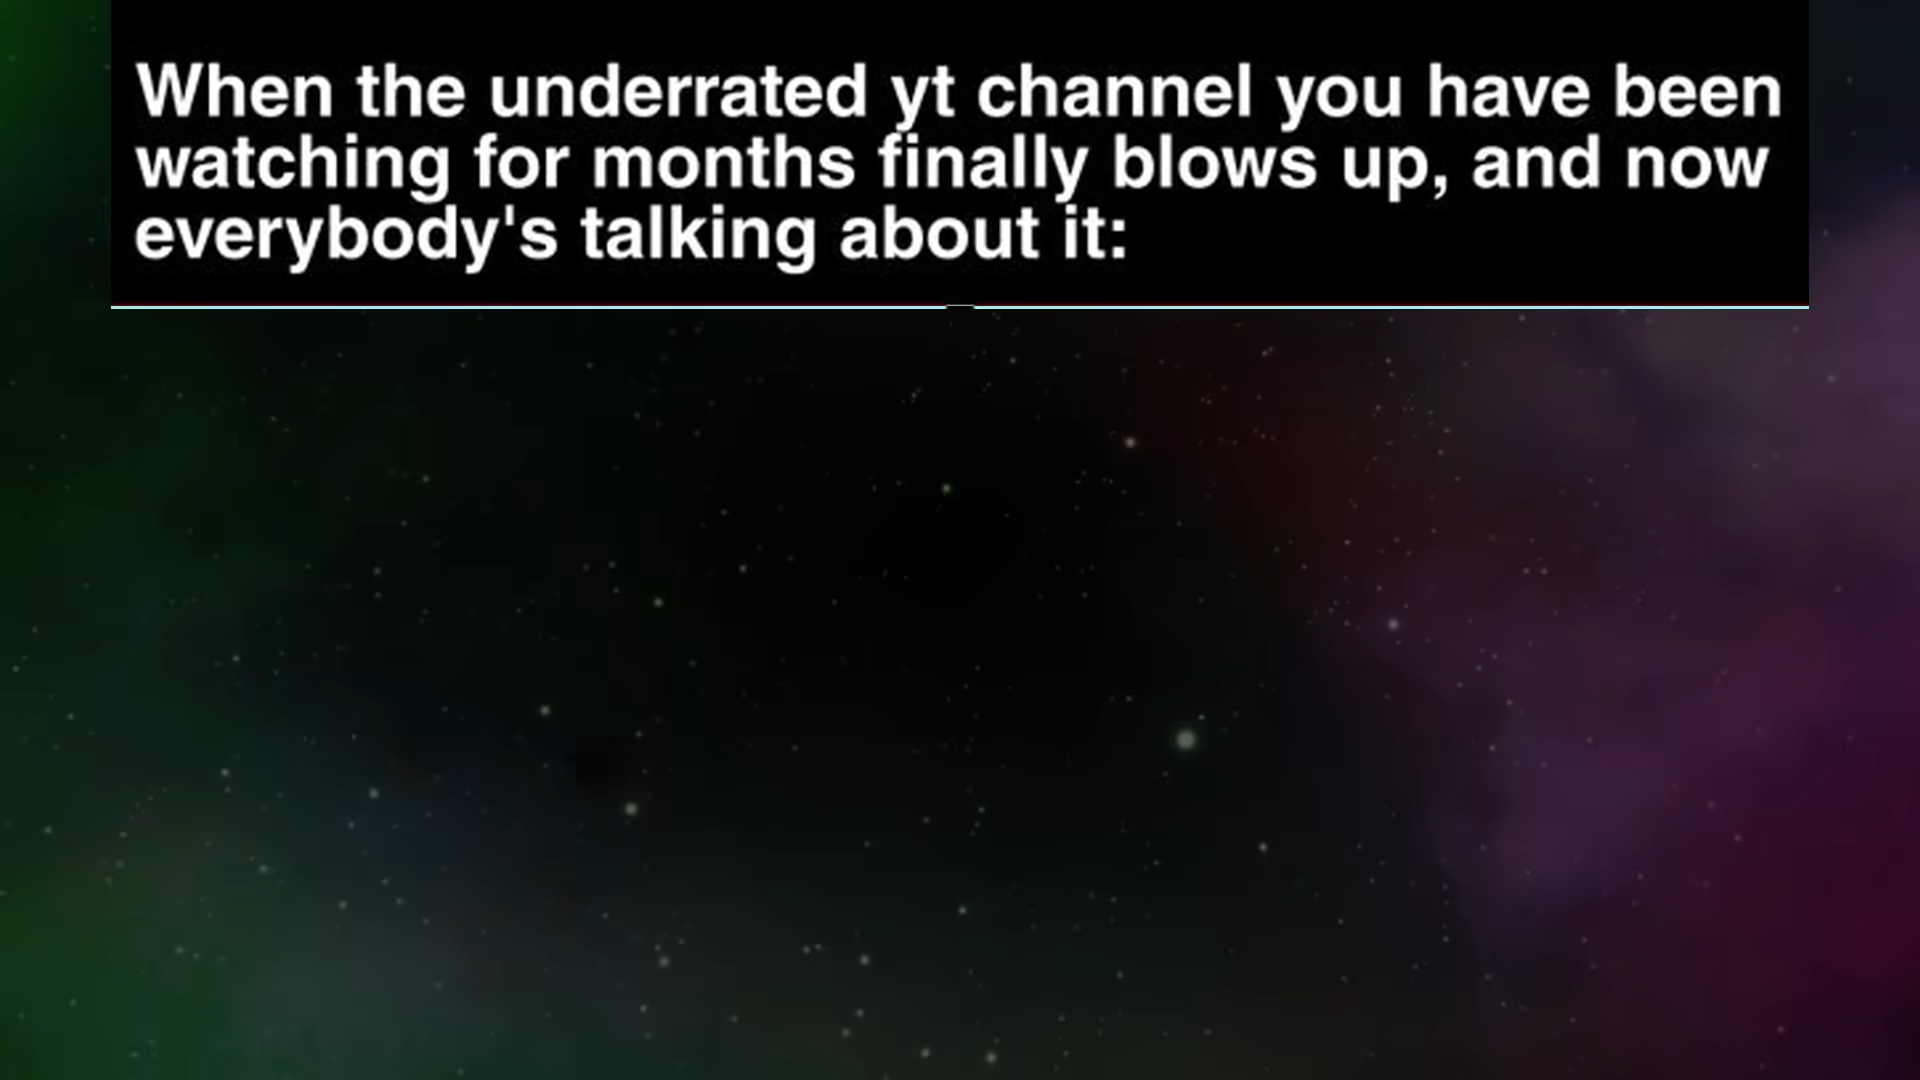 When the underrated yt channel you have been
watching for months finally blows up, and now
everybody's talking about it: